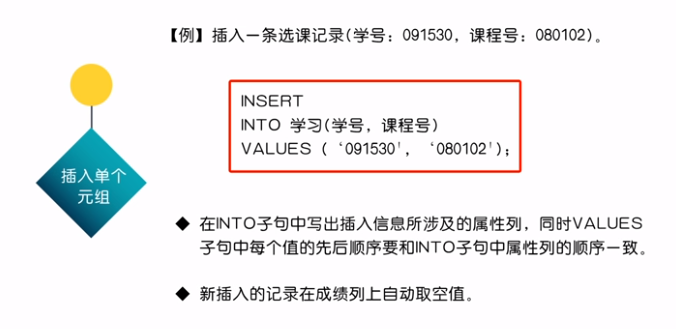 【例】插入一条选课记录(学号：091530，课程号：080102)。
INSERT
INTO 学习(学号，课程号)
VALUES（‘091530'，‘080102'）;
插入单个
元组
◆ 在INTO子句中写出插入信息所涉及的属性列，同时VALUES
子句中每个值的先后顺序要和INTO子句中属性列的顺序一致。
◆ 新插入的记录在成绩列上自动取空值。